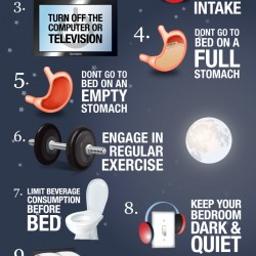 INTAKE
3.
TURN OFF THE
COMPUTER OR
TELEVISION
4.
DONT GO TO
BED ON A
FULL
STOMACH
5.
DONT GO TO
BED ON AN
EMPTY
STOMACH
6.
ENGAGE IN
REGULAR
EXERCISE
7.
LIMIT BEVERAGE
CONSUMPTION
BEFORE
BED
8.
KEEP YOUR
BEDROOM
DARK &
QUIET
9.